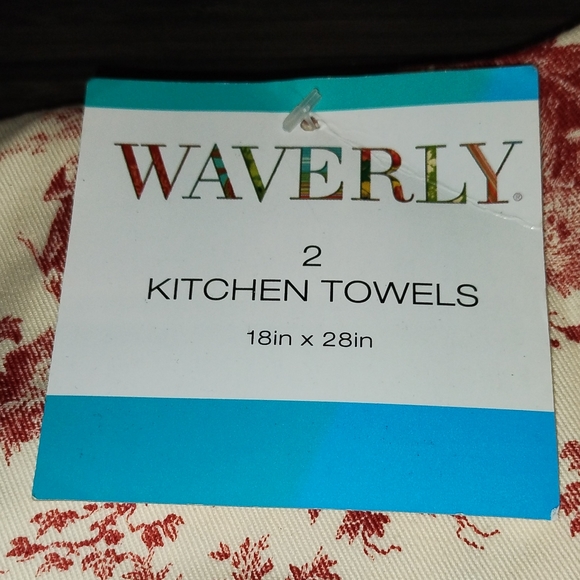 WAVERLY®
2
KITCHEN TOWELS
18in x 28in